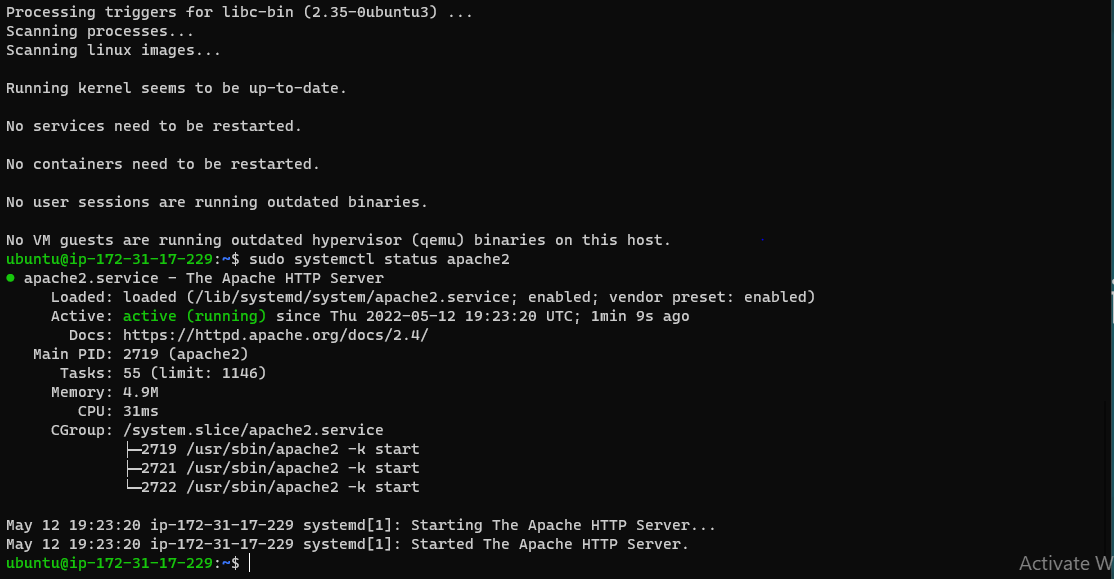 Processing triggers for libc-bin (2.35-0ubuntu3) ...
Scanning processes...
Scanning linux images...
Running kernel seems to be up-to-date.
No services need to be restarted.
No containers need to be restarted.
No user sessions are running outdated binaries.
No VM guests are running outdated hypervisor (qemu) binaries on this host.
ubuntu@ip-172-31-17-229:~$ sudo systemctl status apache2
● apache2.service - The Apache HTTP Server
     Loaded: loaded (/lib/systemd/system/apache2.service; enabled; vendor preset: enabled)
     Active: active (running) since Thu 2022-05-12 19:23:20 UTC; 1min 9s ago
       Docs: https://httpd.apache.org/docs/2.4/
   Main PID: 2719 (apache2)
      Tasks: 55 (limit: 1146)
     Memory: 4.9M
        CPU: 31ms
     CGroup: /system.slice/apache2.service
             ├─2719 /usr/sbin/apache2 -k start
             ├─2721 /usr/sbin/apache2 -k start
             └─2722 /usr/sbin/apache2 -k start
May 12 19:23:20 ip-172-31-17-229 systemd[1]: Starting The Apache HTTP Server...
May 12 19:23:20 ip-172-31-17-229 systemd[1]: Started The Apache HTTP Server.
ubuntu@ip-172-31-17-229:~$
Activate W